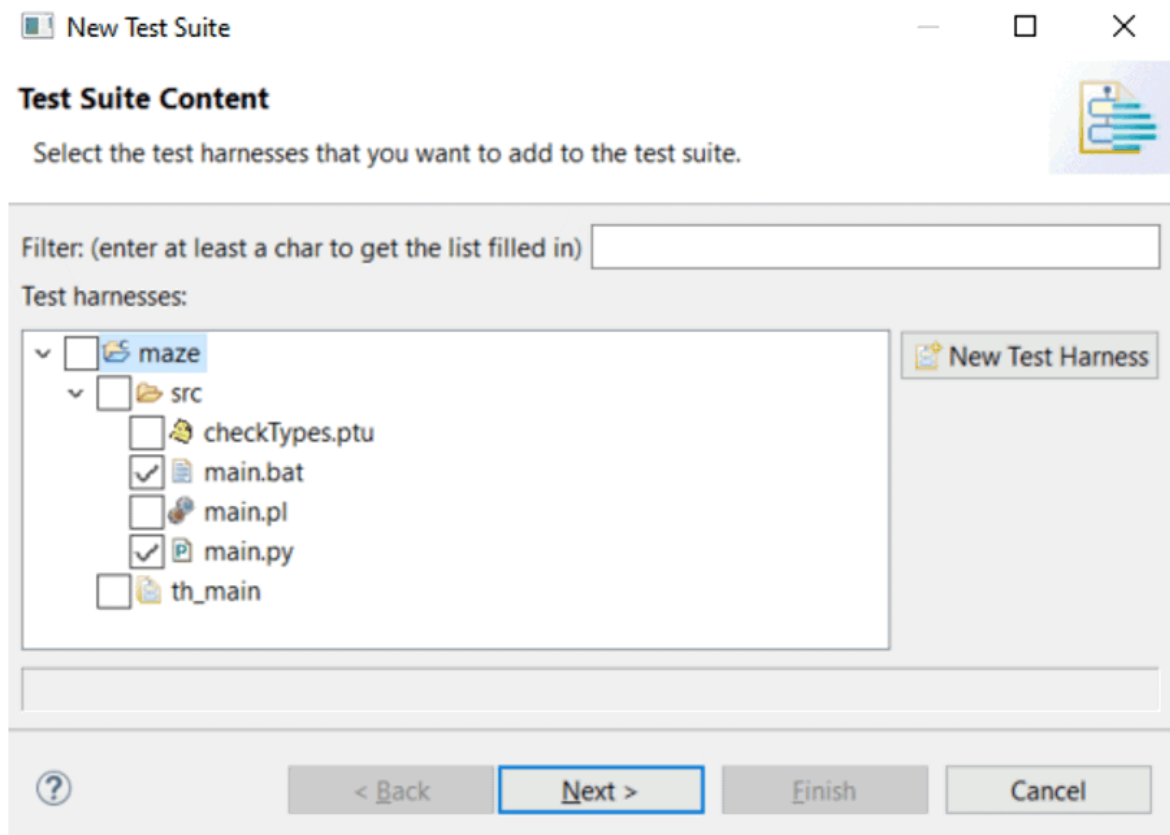 New Test Suite
Test Suite Content
Select the test harnesses that you want to add to the test suite.
Filter: (enter at least a char to get the list filled in)
Test harnesses:
maze
New Test Harness
src
checkTypes.ptu
main.bat
main.pl
main.py
th_main
? < Back Next > Finish Cancel